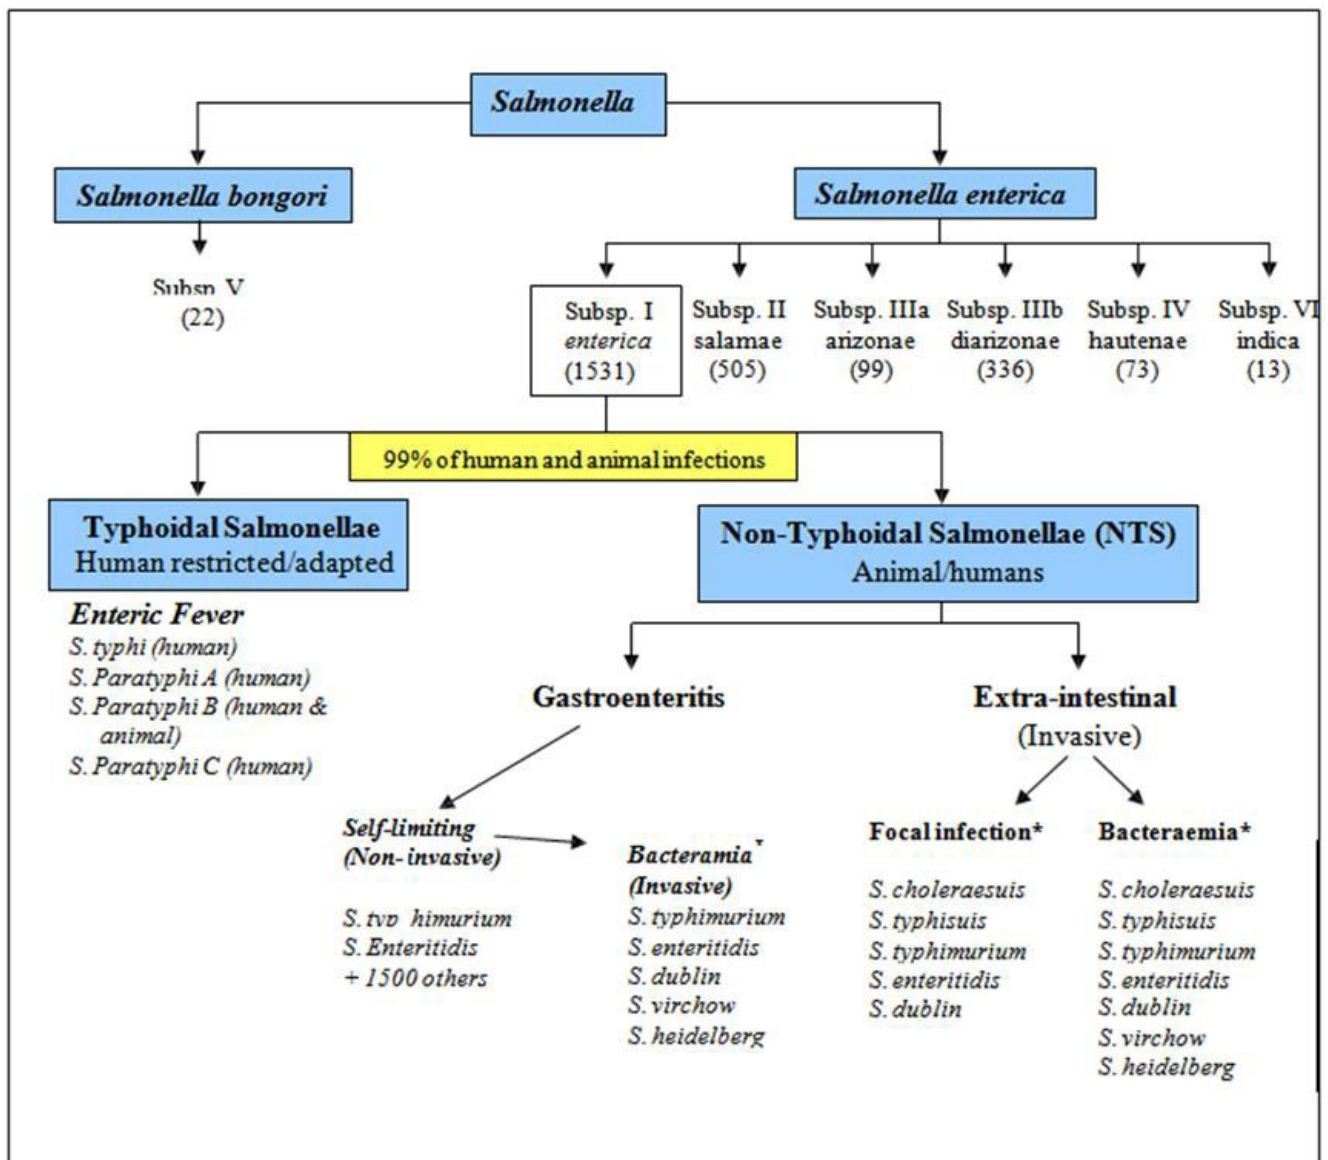 Salmonella
Salmonella bongori
Salmonella enterica
Subsp. V
(22)
Subsp. I
enterica
(1531)
Subsp. II
salamae
(505)
Subsp. IIIa
arizonae
(99)
Subsp. IIIb
diarizonae
(336)
Subsp. IV
hautenae
(73)
Subsp. VI
indica
(13)
99% of human and animal infections
Typhoidal Salmonellae
Human restricted/adapted
Enteric Fever
S. typhi (human)
S. Paratyphi A (human)
S. Paratyphi B (human &
animal)
S. Paratyphi C (human)
Non-Typhoidal Salmonellae (NTS)
Animal/humans
Gastroenteritis
Self-limiting
(Non-invasive)
S. typ himurium
S. Enteritidis
+ 1500 others
Bacteramia*
(Invasive)
S. typhimurium
S. enteritidis
S. dublin
S. virchow
S. heidelberg
Extra-intestinal
(Invasive)
Focal infection*
S. choleraesuis
S. typhisuis
S. typhimurium
S. enteritidis
S. dublin
Bacteraemia*
S. choleraesuis
S. typhisuis
S. typhimurium
S. enteritidis
S. dublin
S. virchow
S. heidelberg